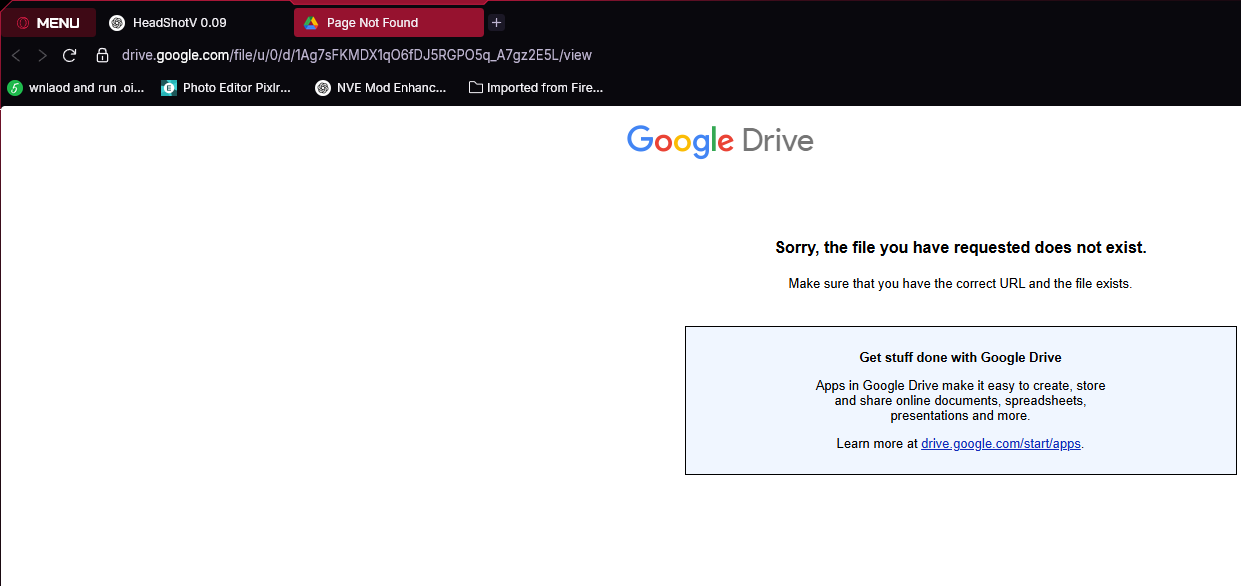 MENU
HeadShotV 0.09
Page Not Found
drive.google.com/file/u/0/d/1Ag7sFKMDX1qO6fDJ5RGPO5q_A7gz2E5L/view
wnlaod and run .oi...
Photo Editor Pixlr...
NVE Mod Enhanc...
Imported from Fire...
Google Drive
Sorry, the file you have requested does not exist.
Make sure that you have the correct URL and the file exists.
Get stuff done with Google Drive
Apps in Google Drive make it easy to create, store
and share online documents, spreadsheets,
presentations and more.
Learn more at drive.google.com/start/apps.